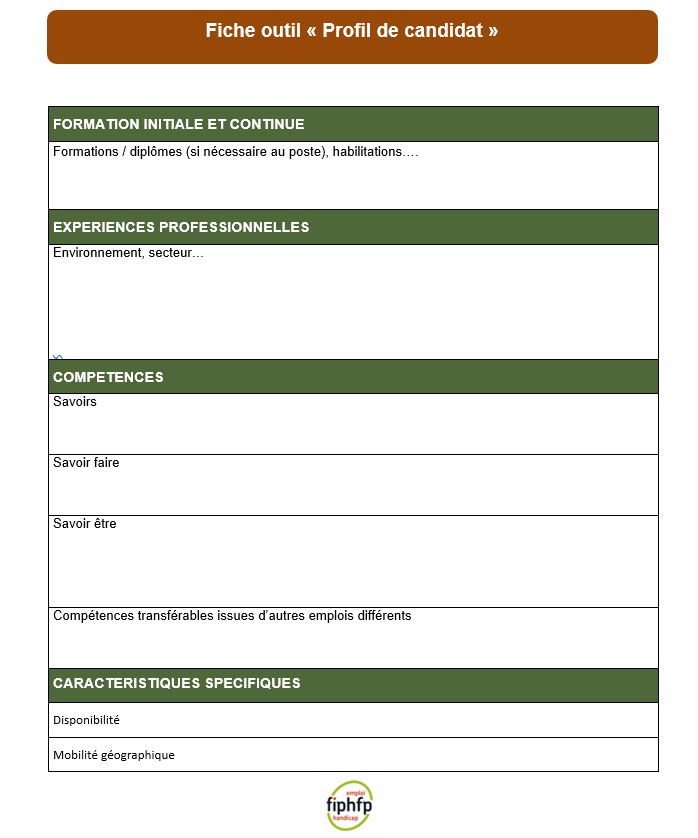 Fiche outil « Profil de candidat »
FORMATION INITIALE ET CONTINUE
Formations / diplômes (si nécessaire au poste), habilitations….
EXPERIENCES PROFESSIONNELLES
Environnement, secteur…
COMPETENCES
Savoirs
Savoir faire
Savoir être
Compétences transférables issues d’autres emplois différents
CARACTERISTIQUES SPECIFIQUES
Disponibilité
Mobilité géographique
emploi
fiphfp
handicap